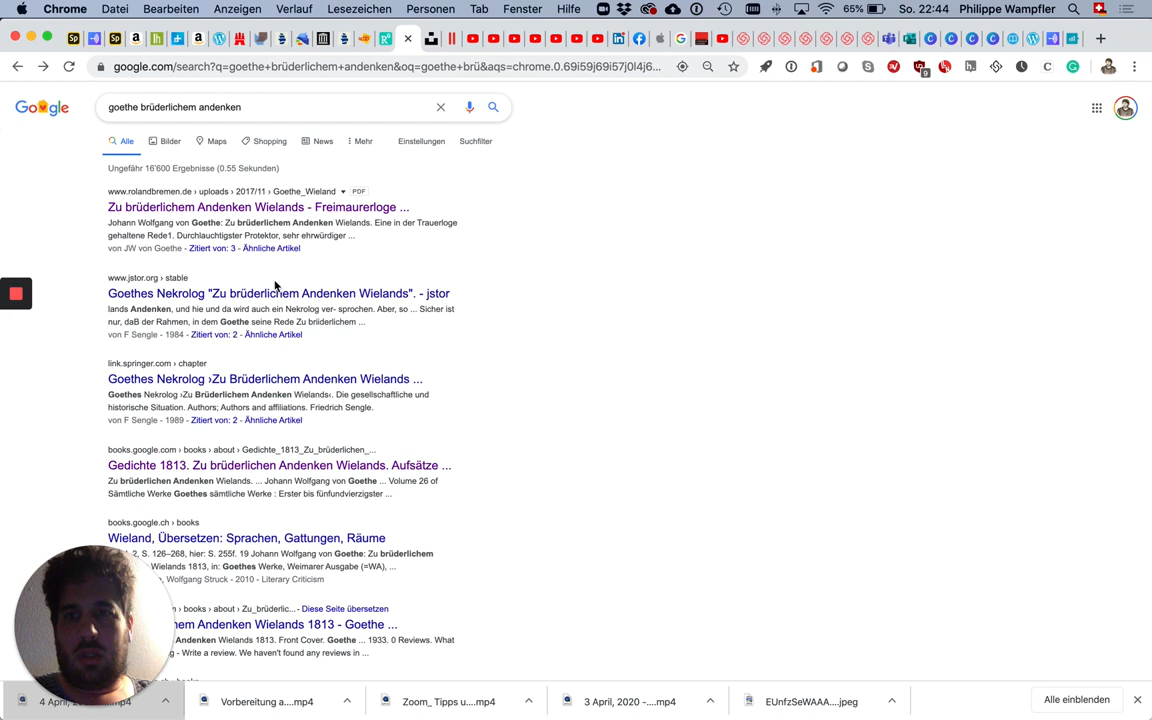 Chrome Datei Bearbeiten Anzeigen Verlauf Lesezeichen Personen Tab Fenster Hilfe 65% So. 22:44 Philippe Wampfler
google.com/search?q=goethe+brüderlichem+andenken&oq=goethe+brü&aqs=chrome.0.69i59j69i57j0l4j6...
9
Google
goethe brüderlichem andenken
Alle Bilder Maps Shopping News Mehr Einstellungen Suchfilter
Ungefähr 16'600 Ergebnisse (0.55 Sekunden)
www.rolandbremen.de › uploads › 2017/11 › Goethe_Wieland PDF
Zu brüderlichem Andenken Wielands - Freimaurerloge ...
Johann Wolfgang von Goethe: Zu brüderlichem Andenken Wielands. Eine in der Trauerloge
gehaltene Rede1. Durchlauchtigster Protektor, sehr ehrwürdiger ...
von JW von Goethe - Zitiert von: 3 - Ähnliche Artikel
www.jstor.org › stable
Goethes Nekrolog "Zu brüderlichem Andenken Wielands". - jstor
lands Andenken, und hie und da wird auch ein Nekrolog ver- sprochen. Aber, so ... Sicher ist
nur, daB der Rahmen, in dem Goethe seine Rede Zu briiderlichem ...
von F Sengle - 1984 - Zitiert von: 2 - Ähnliche Artikel
link.springer.com › chapter
Goethes Nekrolog ›Zu Brüderlichem Andenken Wielands ...
Goethes Nekrolog ›Zu Brüderlichem Andenken Wielands‹. Die gesellschaftliche und
historische Situation. Authors; Authors and affiliations. Friedrich Sengle.
von F Sengle - 1989 - Zitiert von: 2 - Ähnliche Artikel
books.google.com › books › about › Gedichte_1813_Zu_brüderlichen_...
Gedichte 1813. Zu brüderlichen Andenken Wielands. Aufsätze ...
Zu brüderlichen Andenken Wielands. ... Johann Wolfgang von Goethe ... Volume 26 of
Sämtliche Werke Goethes sämtliche Werke : Erster bis fünfundvierzigster ...
books.google.ch › books
Wieland, Übersetzen: Sprachen, Gattungen, Räume
2, S. 126–268, hier: S. 255f. 19 Johann Wolfgang von Goethe: Zu brüderlichem
Wielands 1813, in: Goethes Werke, Weimarer Ausgabe (=WA), ...
Wolfgang Struck - 2010 - Literary Criticism
› books › about › Zu_brüderlic... - Diese Seite übersetzen
Andenken Wielands 1813 - Goethe ...
Andenken Wielands 1813. Front Cover. Goethe ... 1933. 0 Reviews. What
- Write a review. We haven't found any reviews in ...
4 April, Vorbereitung a....mp4 Zoom_ Tipps u....mp4 3 April, 2020 -....mp4 EUnfzSeWAAA....jpeg Alle einblenden